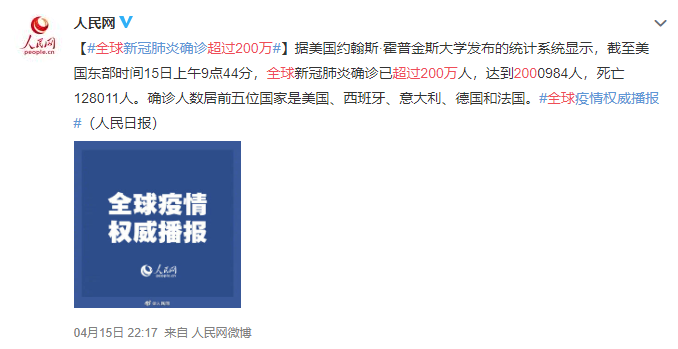 人民网
people.cn
人民网
【#全球新冠肺炎确诊超过200万#】据美国约翰斯·霍普金斯大学发布的统计系统显示，截至美
国东部时间15日上午9点44分，全球新冠肺炎确诊已超过200万人，达到2000984人，死亡
128011人。确诊人数居前五位国家是美国、西班牙、意大利、德国和法国。#全球疫情权威播报
#（人民日报）
全球疫情
权威播报
人民网
@人民网
04月15日 22:17 来自 人民网微博